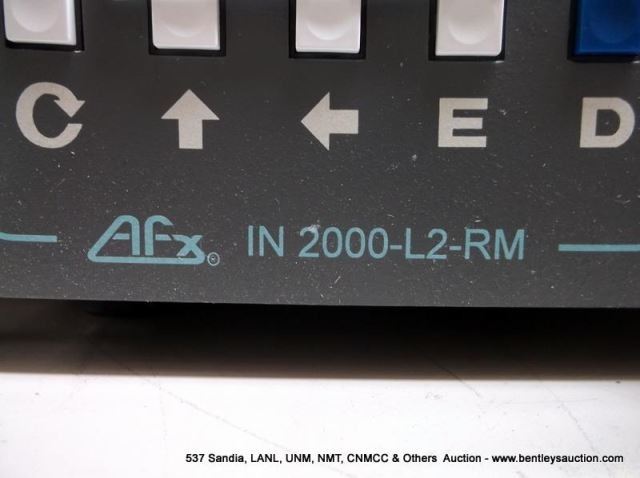 E D
AFx® IN 2000-L2-RM
537 Sandia, LANL, UNM, NMT, CNMCC & Others Auction - www.bentleysauction.com